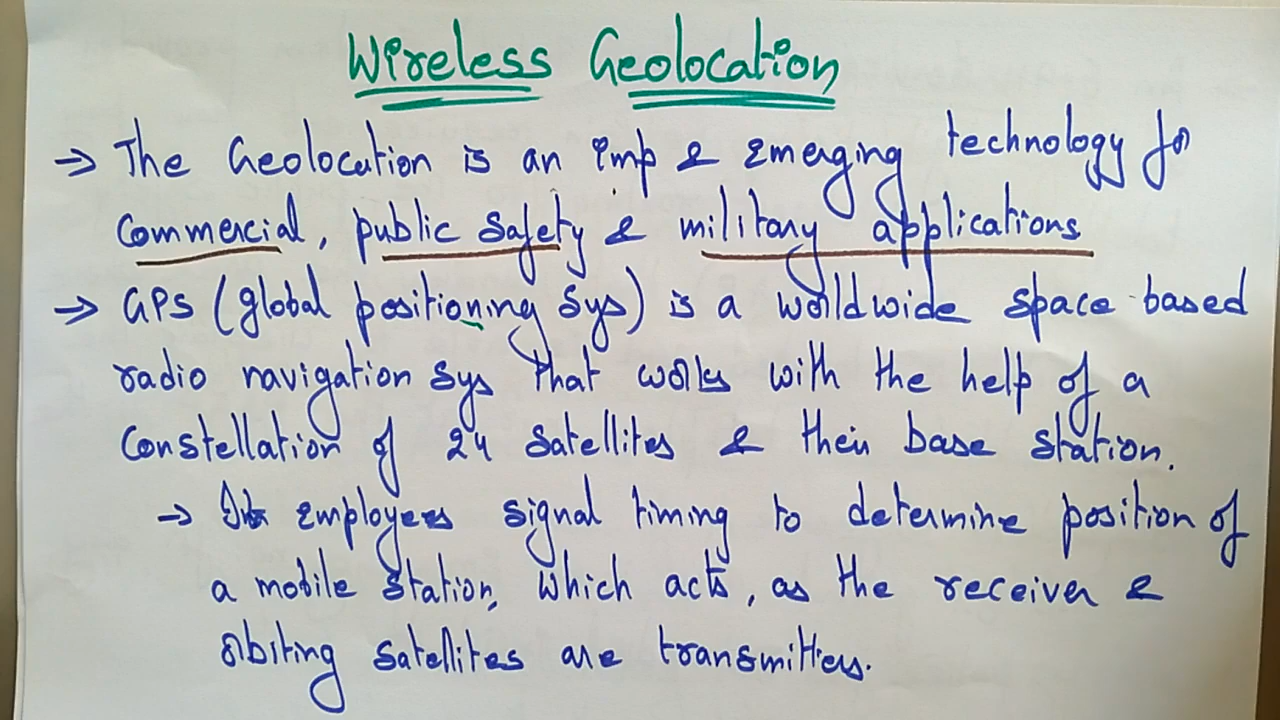 Wireless Geolocation
→ The Geolocation is an imp & Emerging technology for
Commercial, public safety & military applications
→ GPS (global positioning sys) is a worldwide space-based
radio navigation sys that works with the help of a
Constellation of 24 satellites & their base station.
→ It employees signal timing to determine position of
a mobile station, which acts, as the receiver &
orbiting satellites are transmitters.